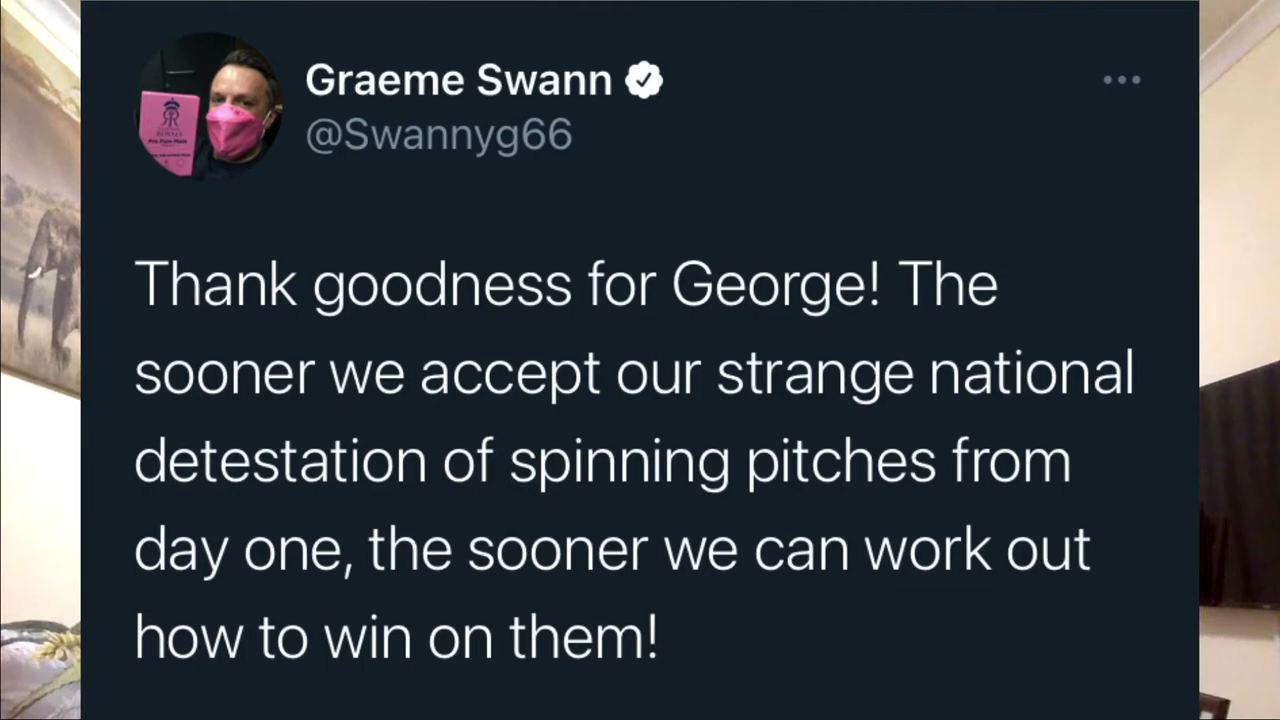 Graeme Swann
@Swannyg66
Thank goodness for George! The
sooner we accept our strange national
detestation of spinning pitches from
day one, the sooner we can work out
how to win on them!
ROYALS